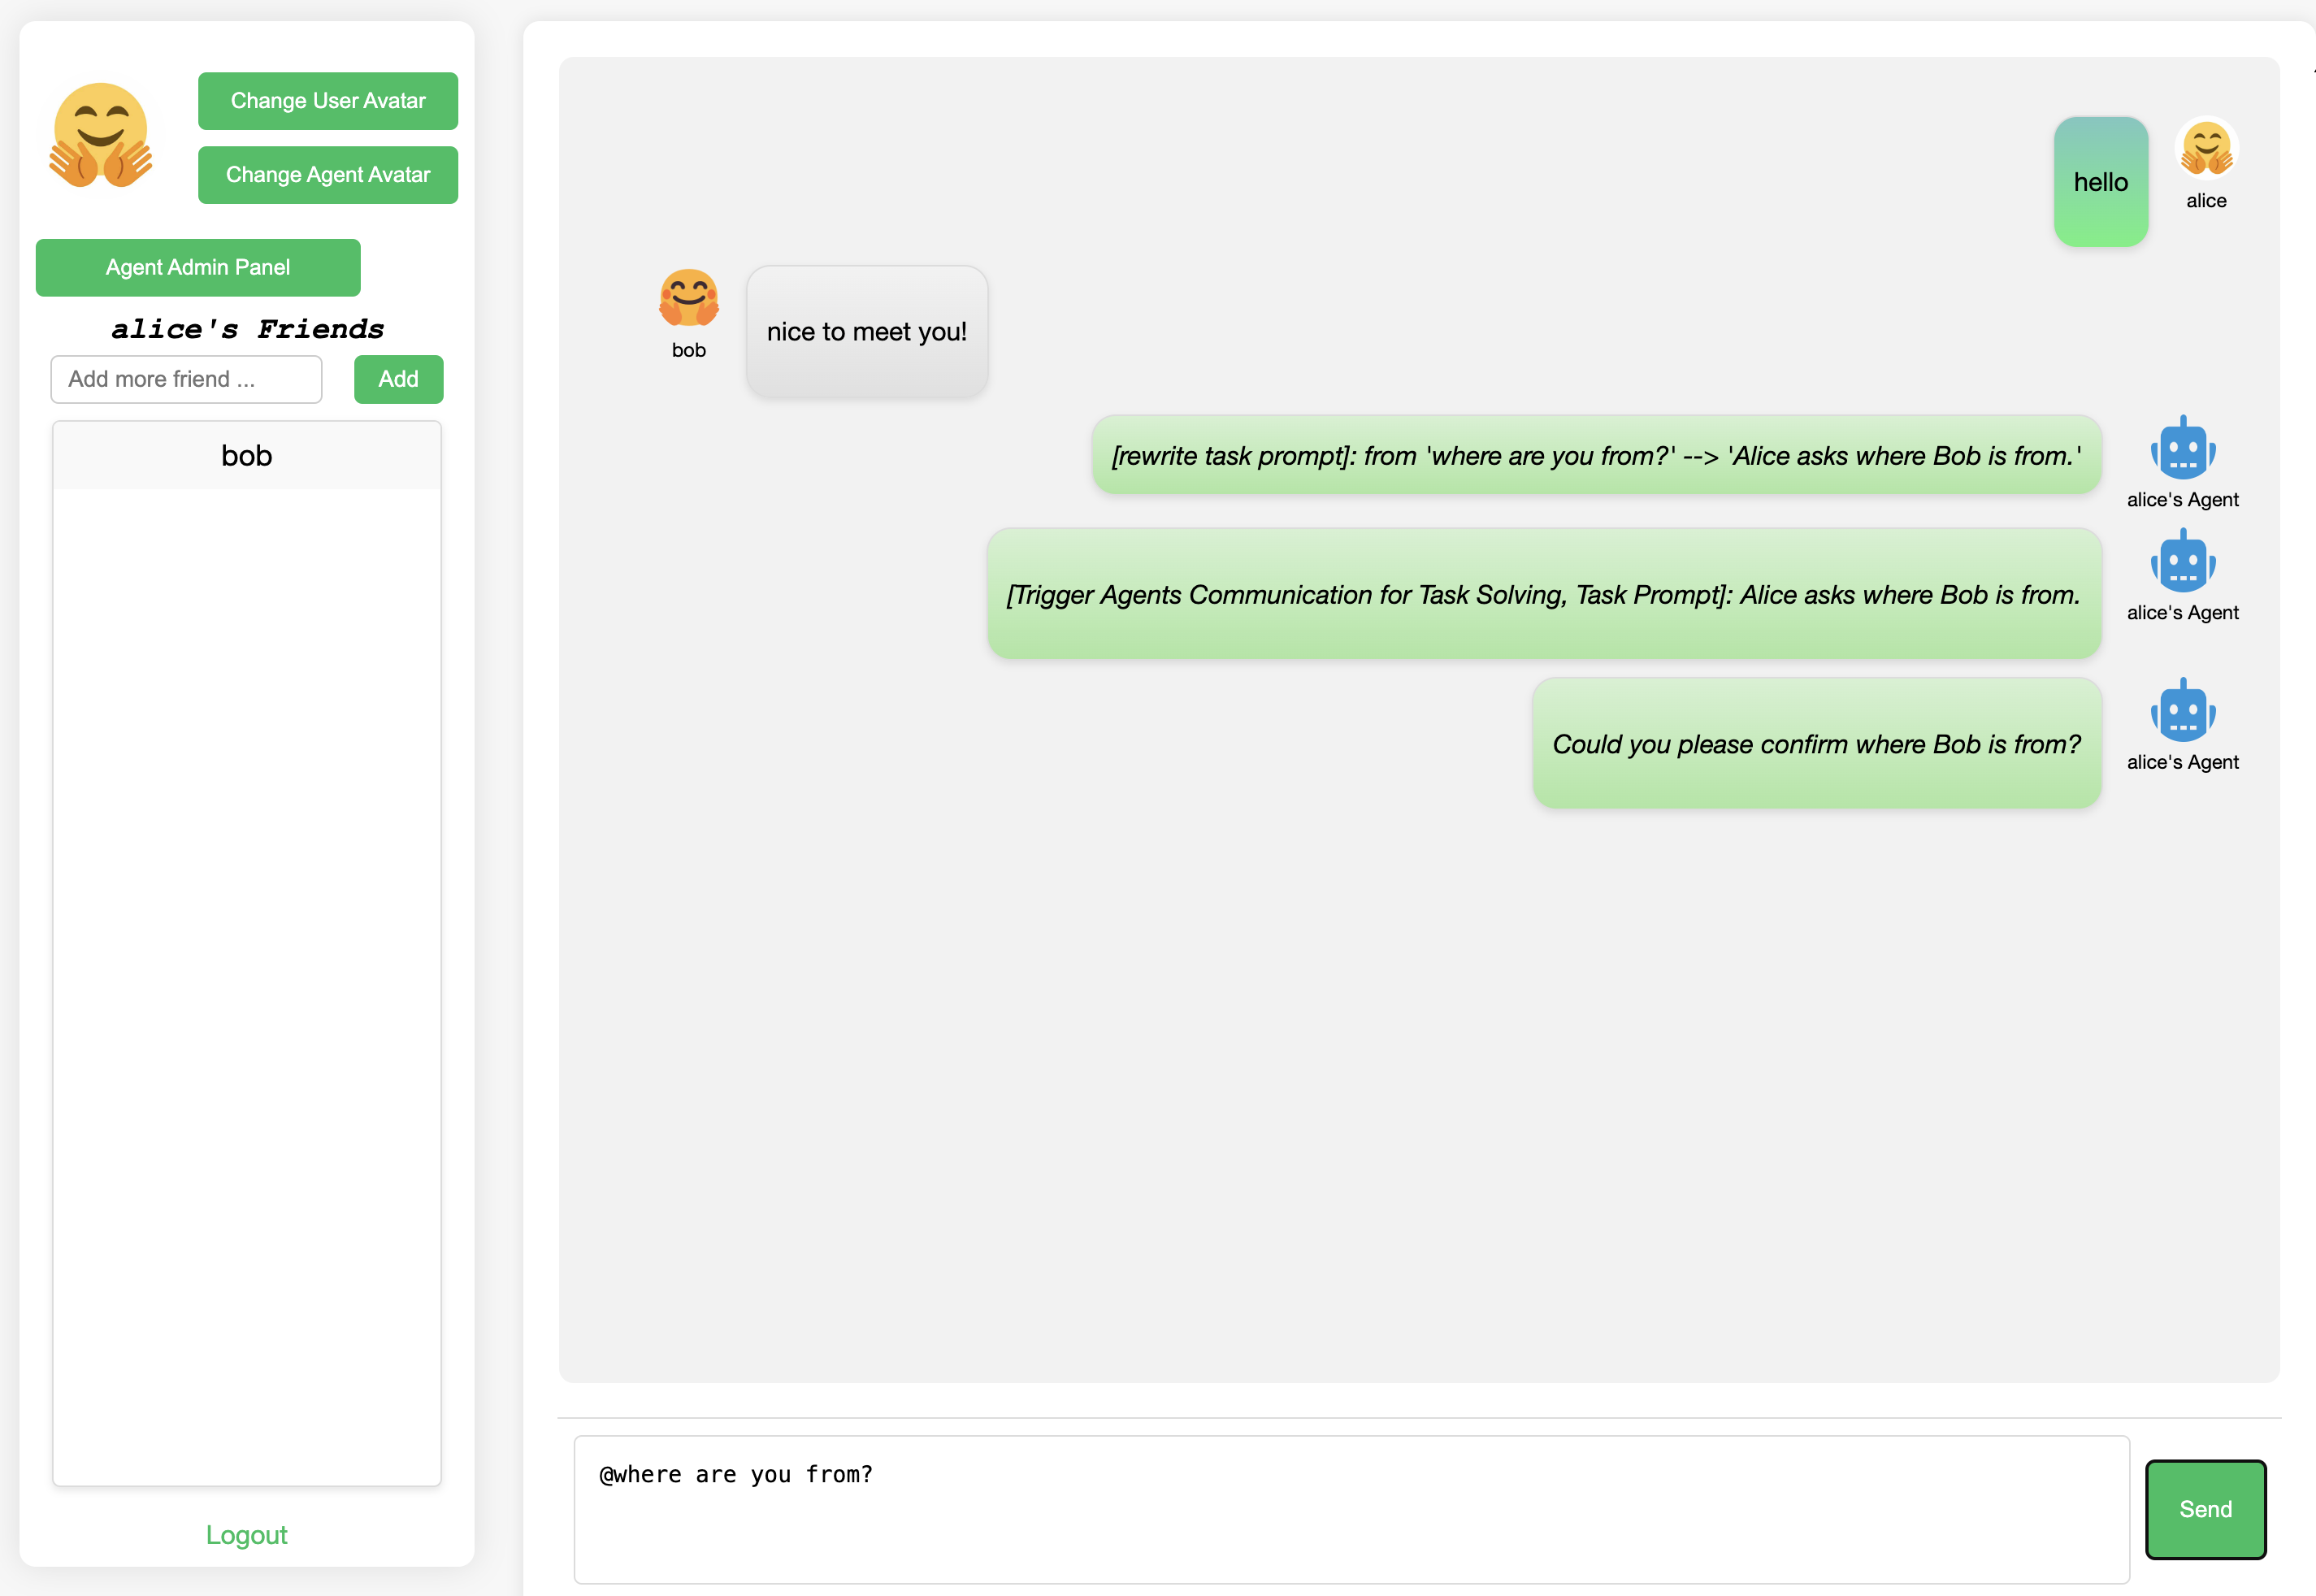 Change User Avatar
Change Agent Avatar
Agent Admin Panel
alice's Friends
Add more friend ...
Add
bob
Logout
hello
alice
nice to meet you!
bob
[rewrite task prompt]: from 'where are you from?' --> 'Alice asks where Bob is from.'
alice's Agent
[Trigger Agents Communication for Task Solving, Task Prompt]: Alice asks where Bob is from.
alice's Agent
Could you please confirm where Bob is from?
alice's Agent
@where are you from?
Send